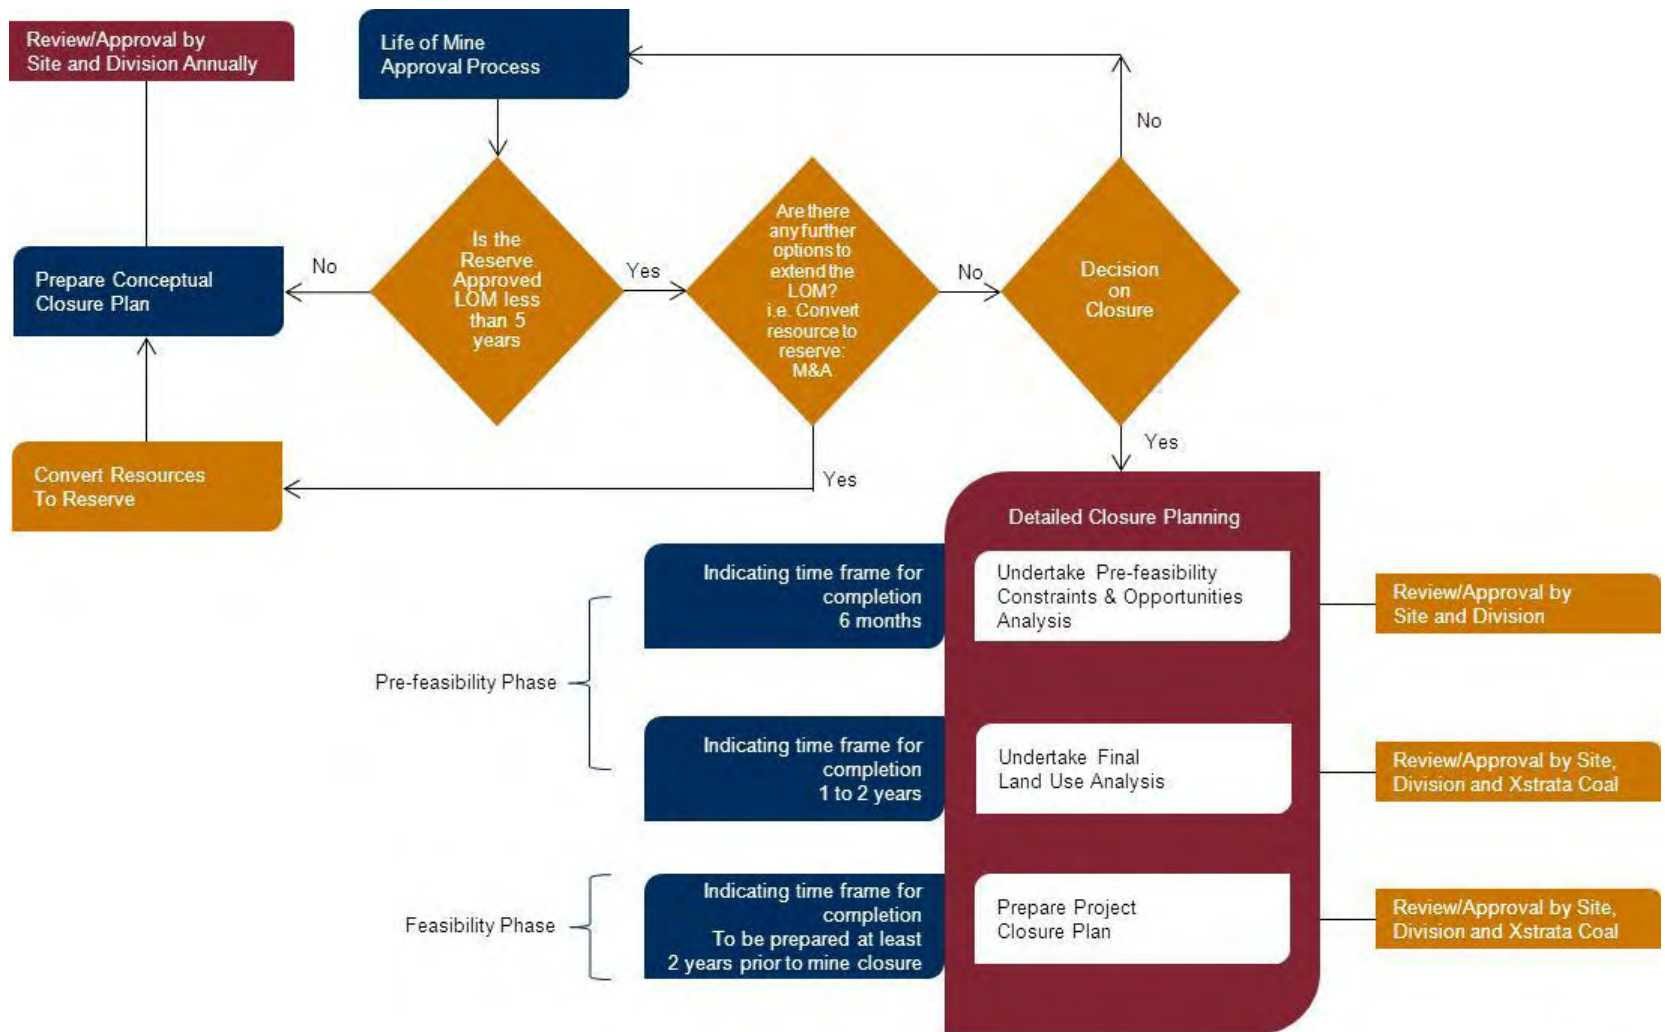 Review/Approval by
Site and Division Annually
Life of Mine
Approval Process
No
Is the
Reserve
Approved
LOM less
than 5
years
Are there
any further
options to
extend the
LOM?
i.e. Convert
resource to
reserve:
M&A
Decision
on
Closure
Prepare Conceptual
Closure Plan
No
Yes
No
Yes
Yes
Convert Resources
To Reserve
Detailed Closure Planning
Indicating time frame for
completion
6 months
Undertake Pre-feasibility
Constraints & Opportunities
Analysis
Review/Approval by
Site and Division
Pre-feasibility Phase
Indicating time frame for
completion
1 to 2 years
Undertake Final
Land Use Analysis
Review/Approval by Site,
Division and Xstrata Coal
Feasibility Phase
Indicating time frame for
completion
To be prepared at least
2 years prior to mine closure
Prepare Project
Closure Plan
Review/Approval by Site,
Division and Xstrata Coal